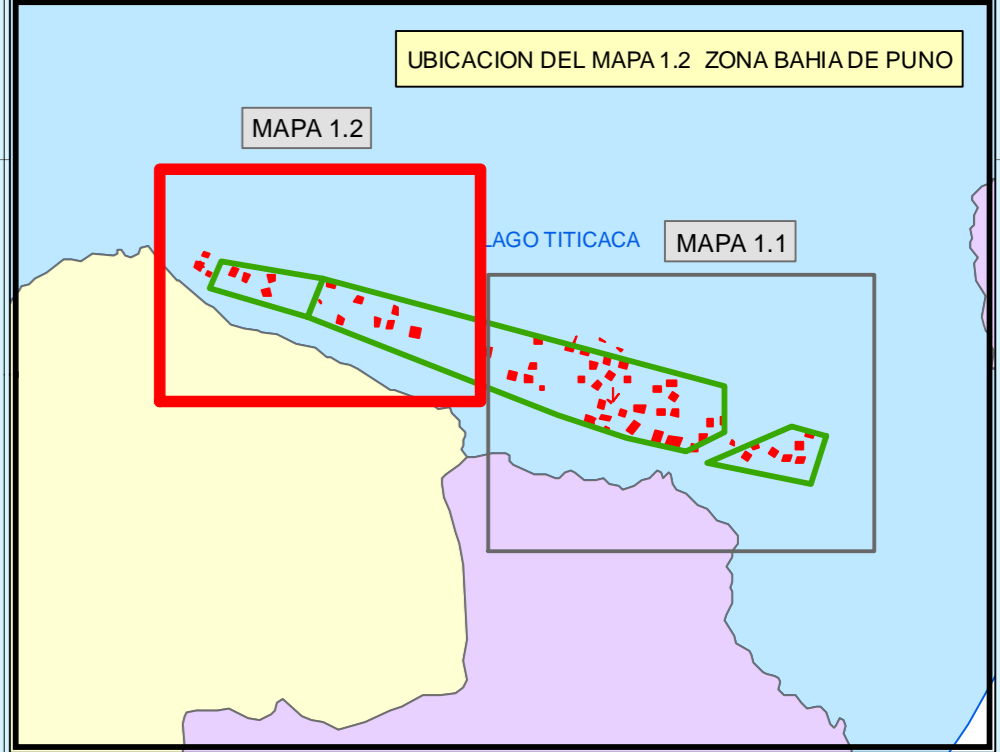 UBICACION DEL MAPA 1.2 ZONA BAHIA DE PUNO
MAPA 1.2
LAGO TITICACA
MAPA 1.1